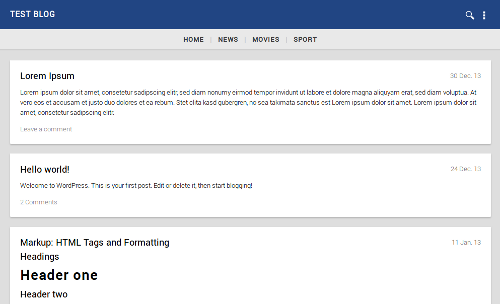 TEST BLOG
HOME | NEWS | MOVIES | SPORT
Lorem Ipsum 30 Dec. 13
Lorem ipsum dolor sit amet, consetetur sadipscing elitr, sed diam nonumy eirmod tempor invidunt ut labore et dolore magna aliquyam erat, sed diam voluptua. At
vero eos et accusam et justo duo dolores et ea rebum. Stet clita kasd gubergren, no sea takimata sanctus est Lorem ipsum dolor sit amet. Lorem ipsum dolor sit
amet, consetetur sadipscing elitr.
Leave a comment
Hello world! 24 Dec. 13
Welcome to WordPress. This is your first post. Edit or delete it, then start blogging!
2 Comments
Markup: HTML Tags and Formatting 11 Jan. 13
Headings
Header one
Header two